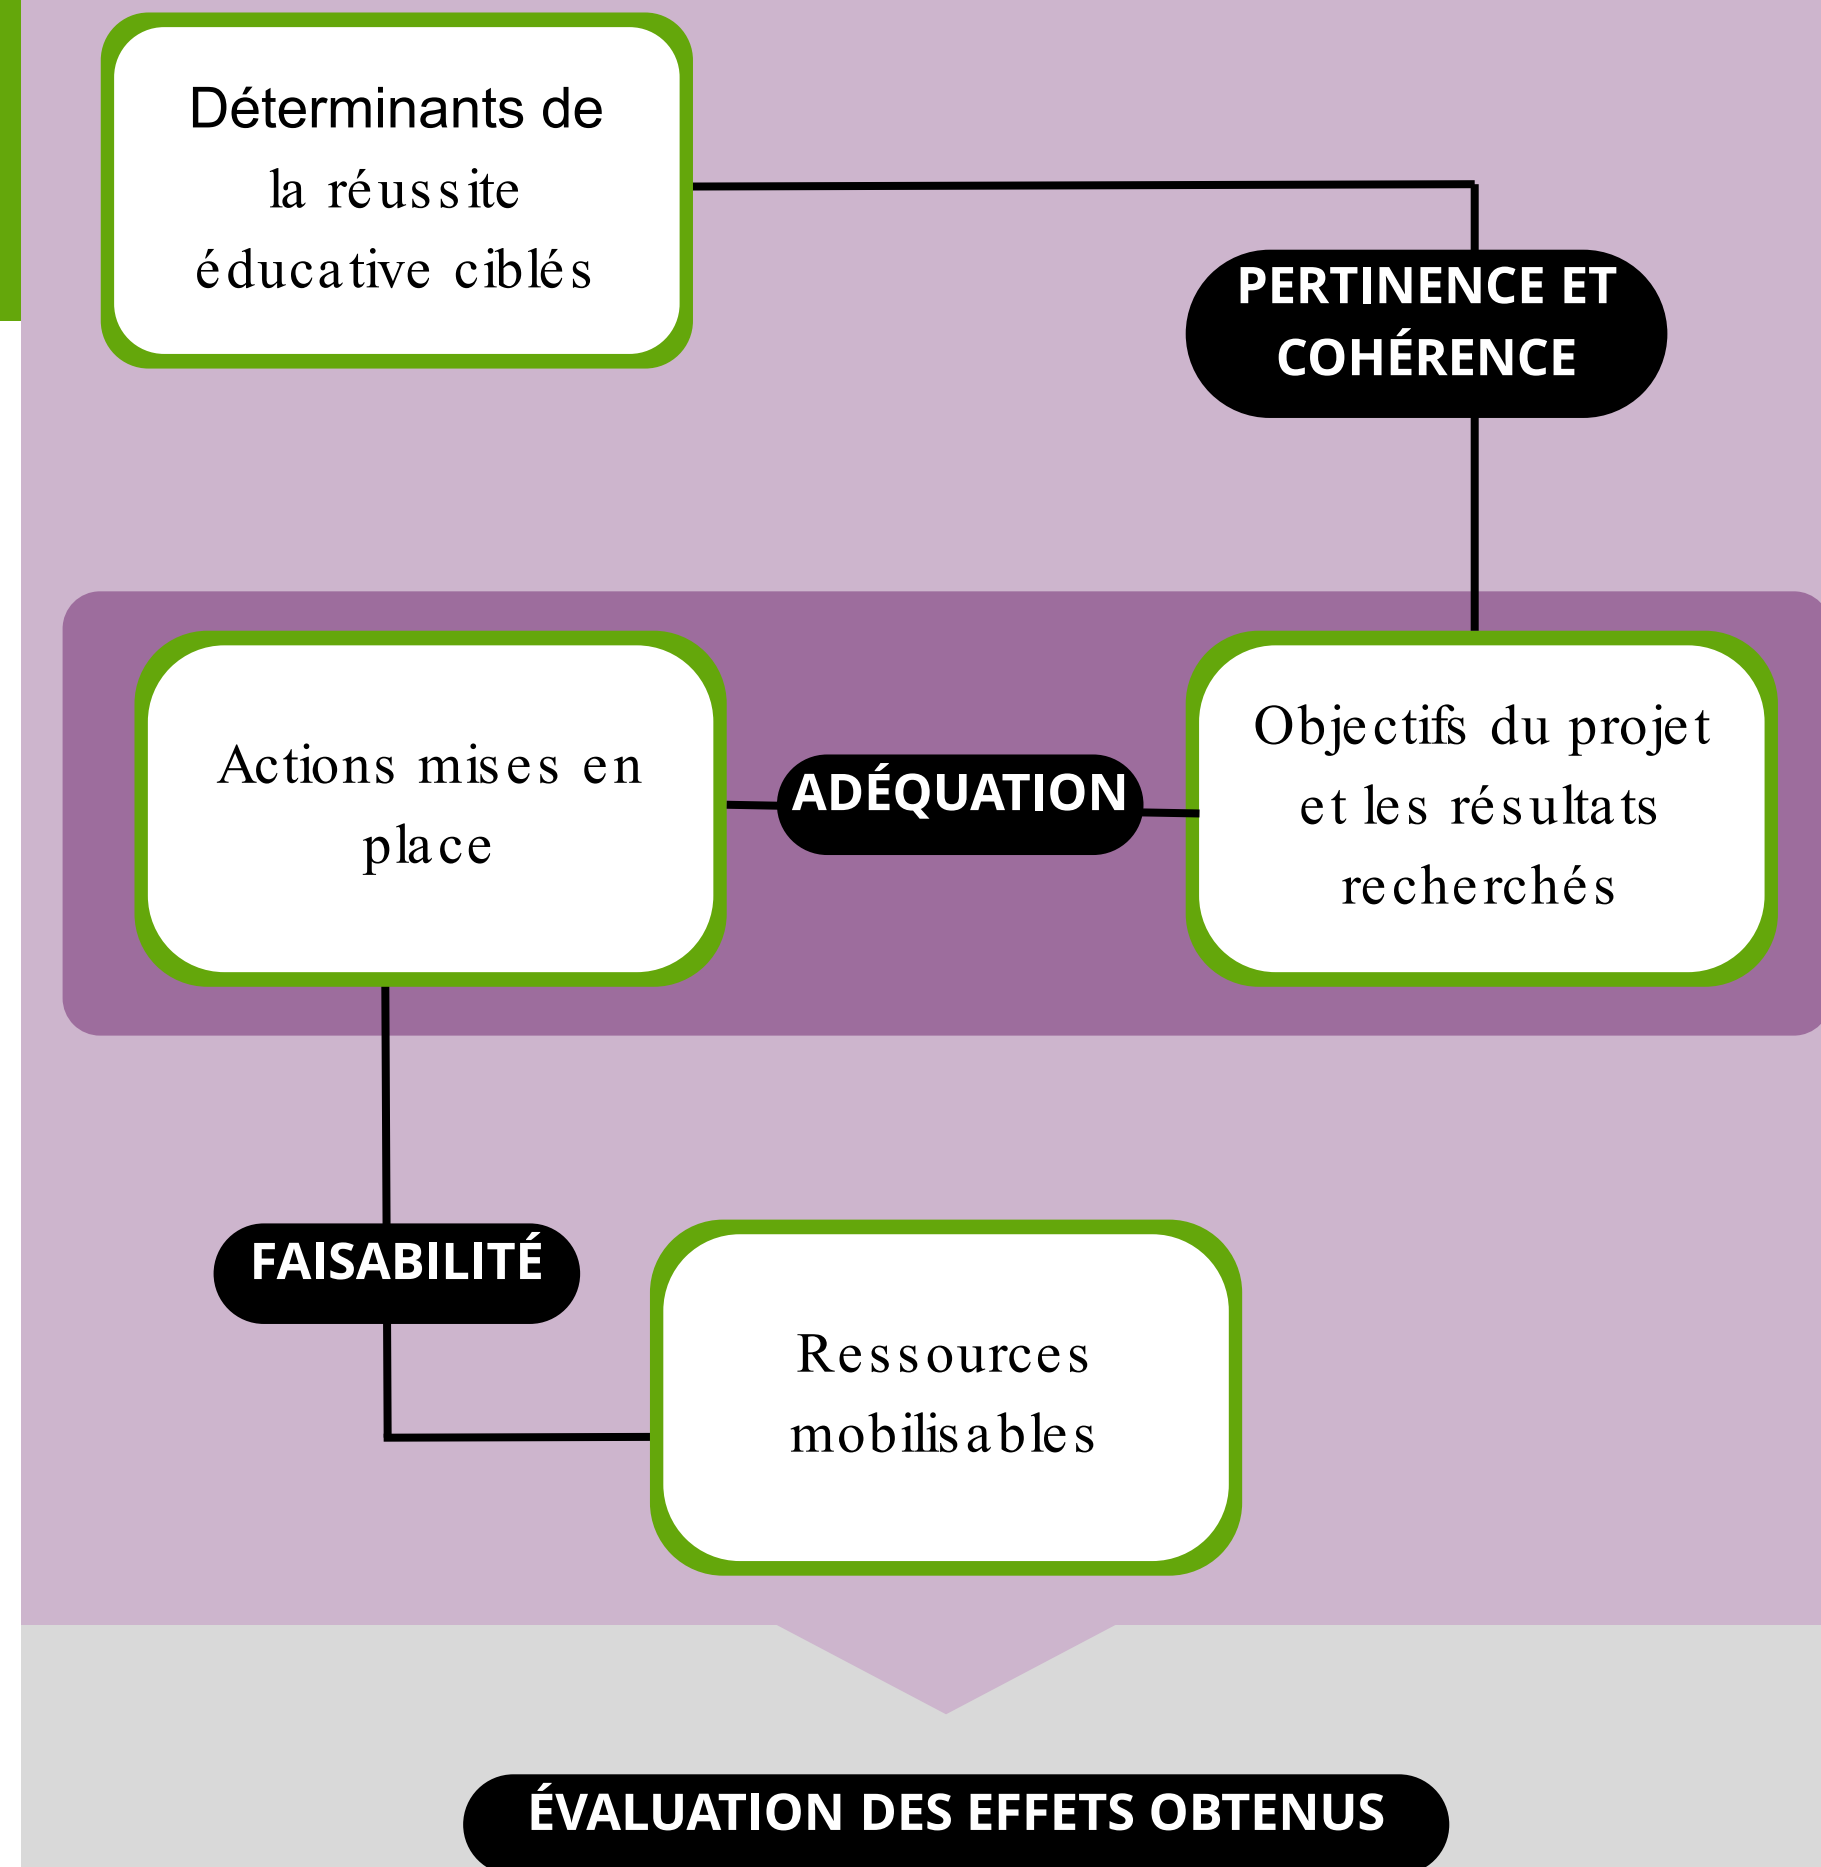 Déterminants de
la réussite
éducative ciblés
PERTINENCE ET
COHÉRENCE
Actions mises en
place
ADÉQUATION
Objectifs du projet
et les résultats
recherchés
FAISABILITÉ
Ressources
mobilisables
ÉVALUATION DES EFFETS OBTENUS